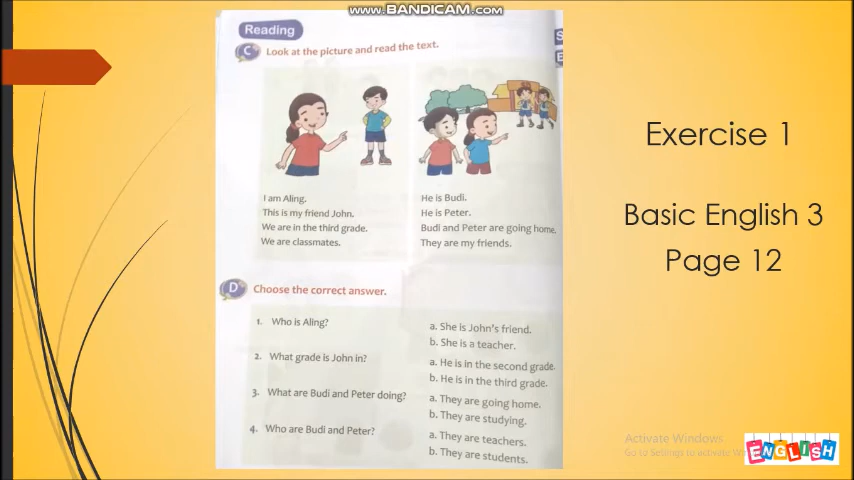 www.BANDICAM.com
Reading
C Look at the picture and read the text.
I am Aling.
This is my friend John.
We are in the third grade.
We are classmates.
He is Budi.
He is Peter.
Budi and Peter are going home.
They are my friends.
D Choose the correct answer.
1. Who is Aling?
a. She is John's friend.
b. She is a teacher.
2. What grade is John in?
a. He is in the second grade.
b. He is in the third grade.
3. What are Budi and Peter doing?
a. They are going home.
b. They are studying.
4. Who are Budi and Peter?
a. They are teachers.
b. They are students.
Exercise 1
Basic English 3
Page 12
Activate Windows
Go to Settings to activate
ENGLISH